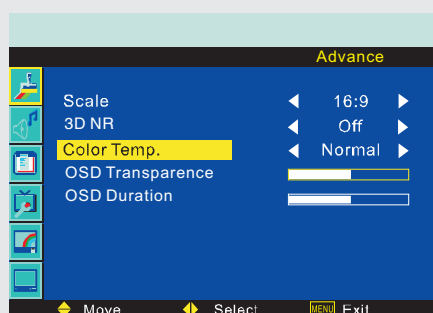 Advance
Scale 16:9
3D NR Off
Color Temp. Normal
OSD Transparence
OSD Duration
Move Select MENU Exit